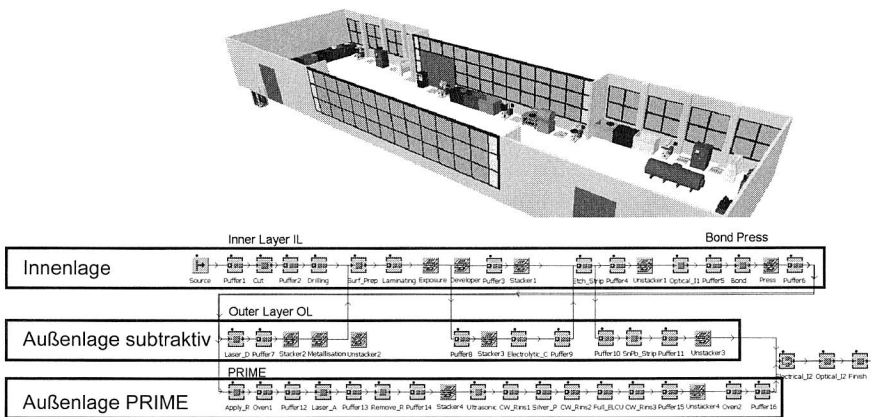 Inner Layer IL
Bond Press
Innenlage
Source Puffer1 Cut Puffer2 Drilling Surf_Prep Laminating Exposure Developer Puffer3 Stacker1 Etch_Strip Puffer4 Unstacker1 Optical_I1 Puffer5 Bond Press Puffer6
Outer Layer OL
Außenlage subtraktiv
Laser_D Puffer7 Stacker2 Metallisation Unstacker2 Puffer8 Stacker3 Electrolytic_C Puffer9 Puffer10 SnPb_Strip Puffer11 Unstacker3
Electrical_I2 Optical_I2 Finish
PRIME
Außenlage PRIME
Apply_R Oven1 Puffer12 Laser_A Puffer13 Remove_R Puffer14 Stacker4 Ultrasonic CW_Rins1 Silver_P CW_Rins2 Full_ELCU CW_Rins3 Puffer15 Unstacker4 Oven2 Puffer16